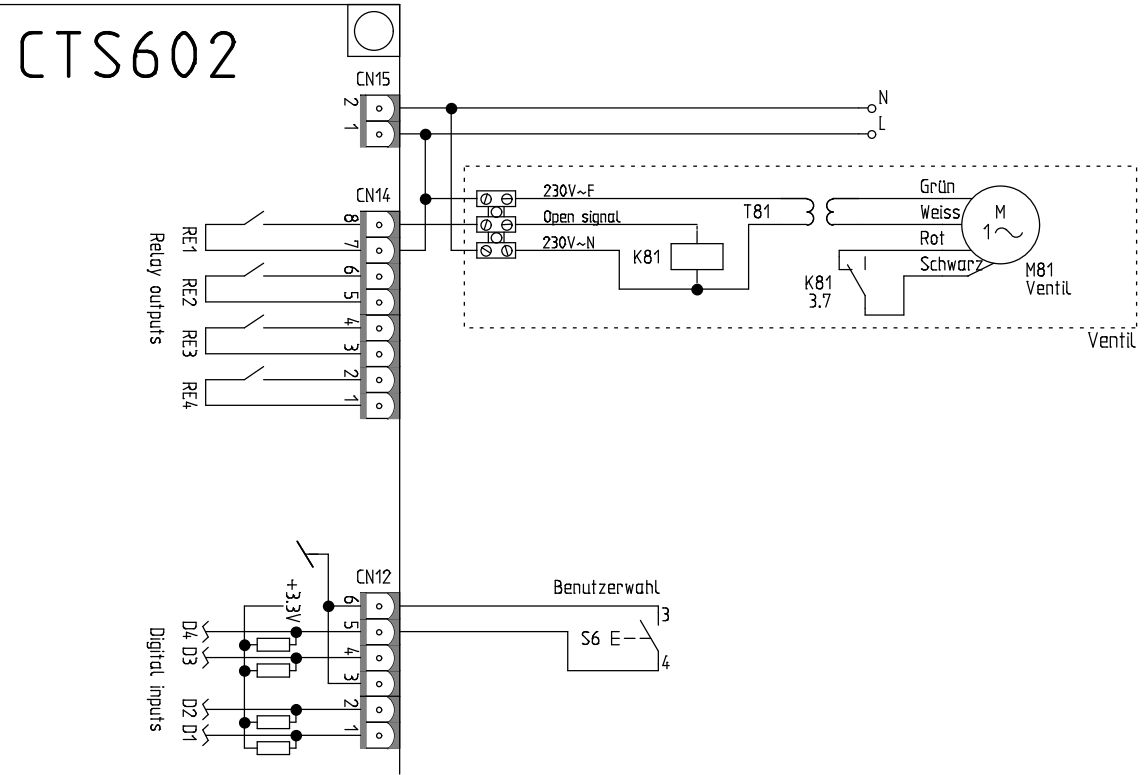 CTS602
CN15
2
1
N
L
CN14
8
7
6
5
4
3
2
1
RE1
RE2
RE3
RE4
Relay outputs
230V~F
Open signal
230V~N
K81
T81
Grün
Weiss
Rot
Schwarz
K81
3.7
M
1~
M81
Ventil
Ventil
CN12
6
5
4
3
2
1
+3.3V
D4
D3
D2
D1
Digital inputs
Benutzerwahl
S6
3
4